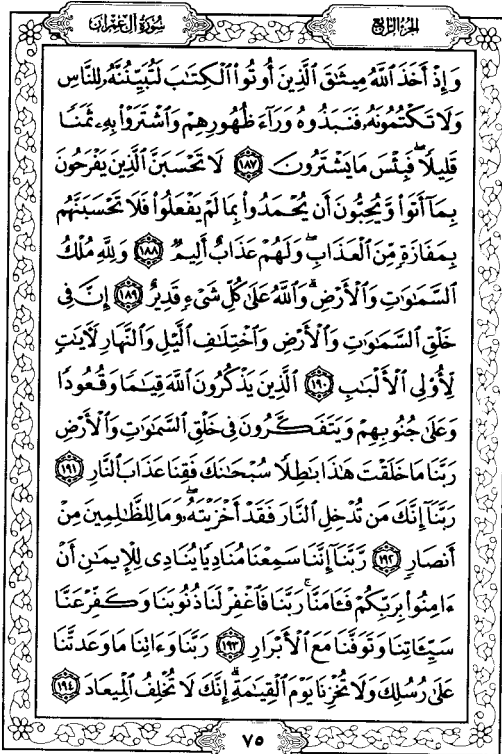 الجزء الرابع
سورة آل عمران
وَإِذْ أَخَذَ ٱللَّهُ مِيثَٰقَ ٱلَّذِينَ أُوتُوا۟ ٱلْكِتَٰبَ لَتُبَيِّنُنَّهُۥ لِلنَّاسِ
وَلَا تَكْتُمُونَهُۥ فَنَبَذُوهُ وَرَآءَ ظُهُورِهِمْ وَٱشْتَرَوْا۟ بِهِۦ ثَمَنًا
قَلِيلًا ۖ فَبِئْسَ مَا يَشْتَرُونَ ١٨٧ لَا تَحْسَبَنَّ ٱلَّذِينَ يَفْرَحُونَ
بِمَآ أَتَوا۟ وَّيُحِبُّونَ أَن يُحْمَدُوا۟ بِمَا لَمْ يَفْعَلُوا۟ فَلَا تَحْسَبَنَّهُم
بِمَفَازَةٍ مِّنَ ٱلْعَذَابِ ۖ وَلَهُمْ عَذَابٌ أَلِيمٌ ١٨٨ وَلِلَّهِ مُلْكُ
ٱلسَّمَٰوَٰتِ وَٱلْأَرْضِ ۗ وَٱللَّهُ عَلَىٰ كُلِّ شَىْءٍ قَدِيرٌ ١٨٩ إِنَّ فِى
خَلْقِ ٱلسَّمَٰوَٰتِ وَٱلْأَرْضِ وَٱخْتِلَٰفِ ٱلَّيْلِ وَٱلنَّهَارِ لَءَايَٰتٍ
لِّأُو۟لِى ٱلْأَلْبَٰبِ ١٩٠ ٱلَّذِينَ يَذْكُرُونَ ٱللَّهَ قِيَٰمًا وَقُعُودًا
وَعَلَىٰ جُنُوبِهِمْ وَيَتَفَكَّرُونَ فِى خَلْقِ ٱلسَّمَٰوَٰتِ وَٱلْأَرْضِ
رَبَّنَا مَا خَلَقْتَ هَٰذَا بَٰطِلًا سُبْحَٰنَكَ فَقِنَا عَذَابَ ٱلنَّارِ ١٩١
رَبَّنَآ إِنَّكَ مَن تُدْخِلِ ٱلنَّارَ فَقَدْ أَخْزَيْتَهُۥ ۖ وَمَا لِلظَّٰلِمِينَ مِنْ
أَنصَارٍ ١٩٢ رَّبَّنَآ إِنَّنَا سَمِعْنَا مُنَادِيًا يُنَادِى لِلْإِيمَٰنِ أَنْ
ءَامِنُوا۟ بِرَبِّكُمْ فَـَٔامَنَّا ۚ رَبَّنَا فَٱغْفِرْ لَنَا ذُنُوبَنَا وَكَفِّرْ عَنَّا
سَيِّـَٔاتِنَا وَتَوَفَّنَا مَعَ ٱلْأَبْرَارِ ١٩٣ رَبَّنَا وَءَاتِنَا مَا وَعَدتَّنَا
عَلَىٰ رُسُلِكَ وَلَا تُخْزِنَا يَوْمَ ٱلْقِيَٰمَةِ ۗ إِنَّكَ لَا تُخْلِفُ ٱلْمِيعَادَ ١٩٤
٧٥